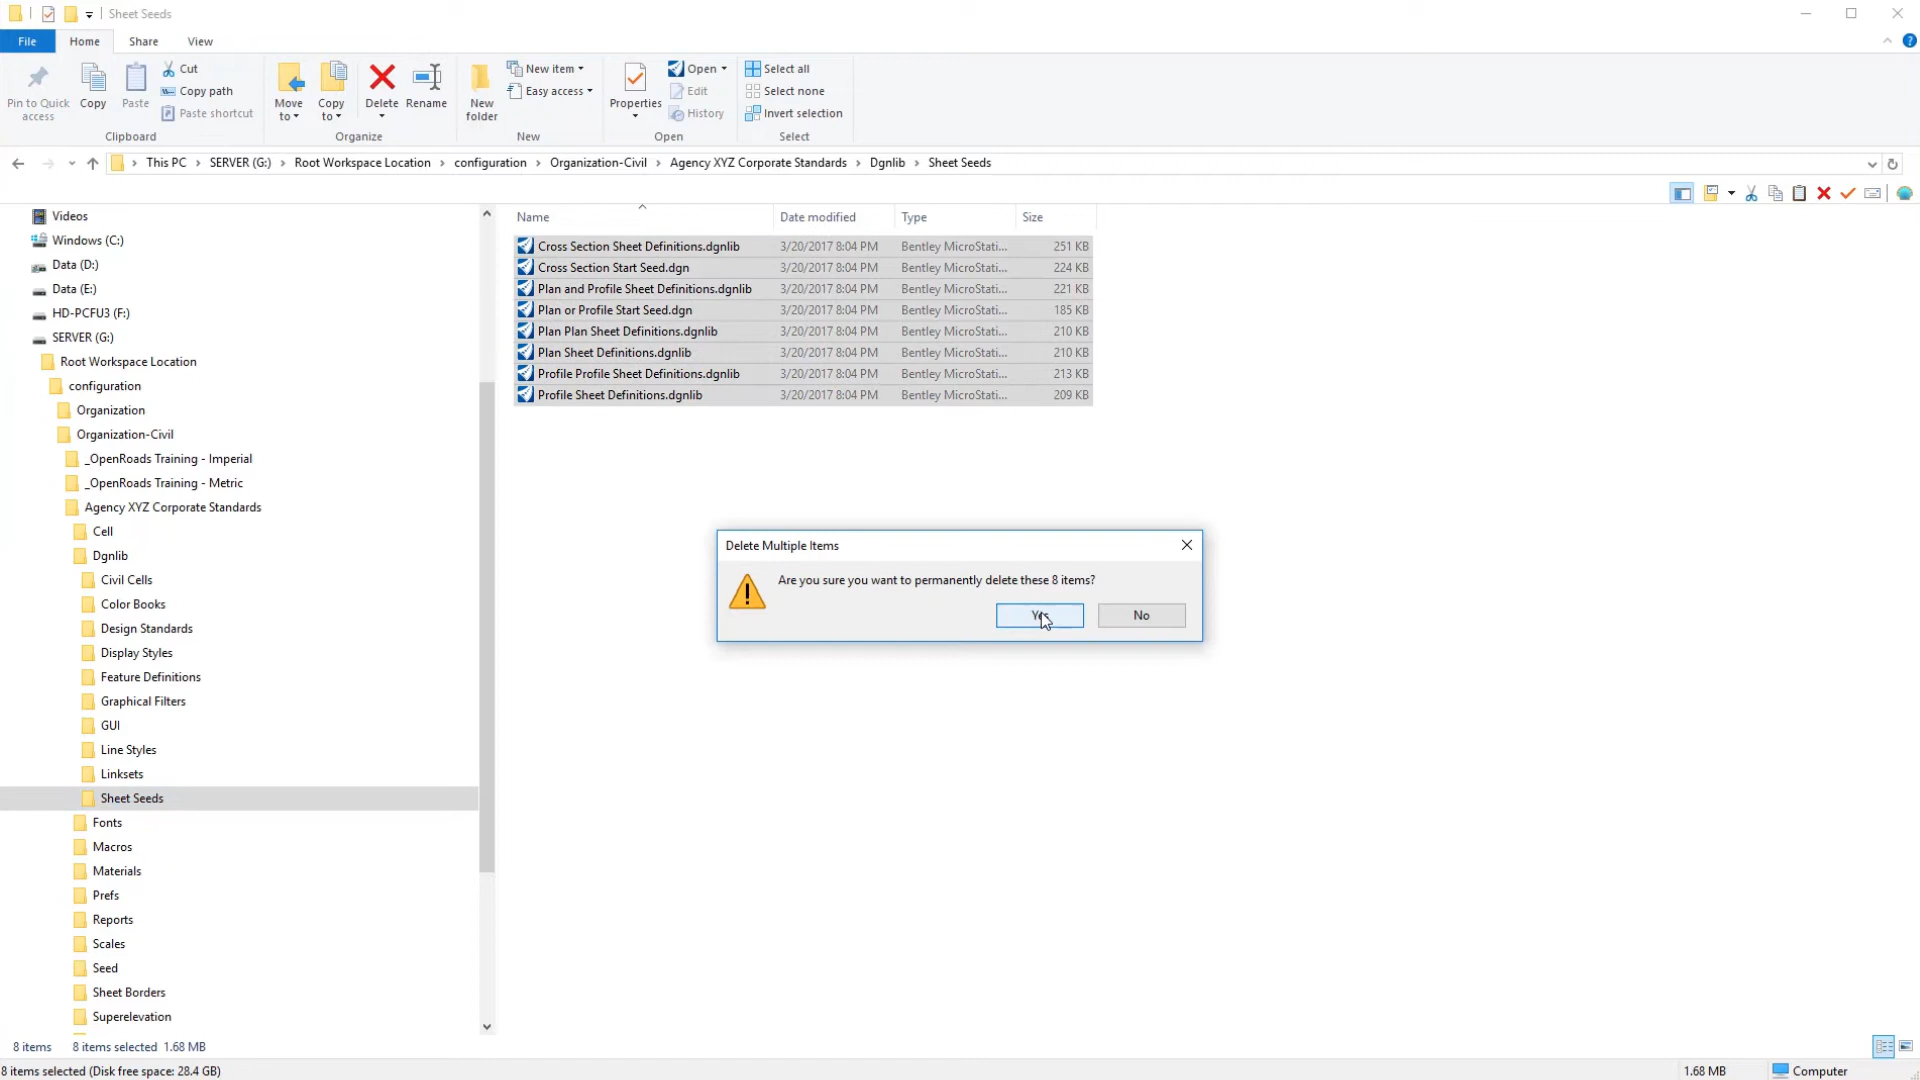 Sheet Seeds
File Home Share View
Pin to Quick access
Copy
Paste
Cut
Copy path
Paste shortcut
Clipboard
Move to
Copy to
Delete
Rename
Organize
New folder
New item
Easy access
New
Properties
Open
Edit
History
Open
Select all
Select none
Invert selection
Select
This PC > SERVER (G:) > Root Workspace Location > configuration > Organization-Civil > Agency XYZ Corporate Standards > Dgnlib > Sheet Seeds
Videos
Windows (C:)
Data (D:)
Data (E:)
HD-PCFU3 (F:)
SERVER (G:)
Root Workspace Location
configuration
Organization
Organization-Civil
_OpenRoads Training - Imperial
_OpenRoads Training - Metric
Agency XYZ Corporate Standards
Cell
Dgnlib
Civil Cells
Color Books
Design Standards
Display Styles
Feature Definitions
Graphical Filters
GUI
Line Styles
Linksets
Sheet Seeds
Fonts
Macros
Materials
Prefs
Reports
Scales
Seed
Sheet Borders
Superelevation
Name Date modified Type Size
Cross Section Sheet Definitions.dgnlib 3/20/2017 8:04 PM Bentley MicroStati... 251 KB
Cross Section Start Seed.dgn 3/20/2017 8:04 PM Bentley MicroStati... 224 KB
Plan and Profile Sheet Definitions.dgnlib 3/20/2017 8:04 PM Bentley MicroStati... 221 KB
Plan or Profile Start Seed.dgn 3/20/2017 8:04 PM Bentley MicroStati... 185 KB
Plan Plan Sheet Definitions.dgnlib 3/20/2017 8:04 PM Bentley MicroStati... 210 KB
Plan Sheet Definitions.dgnlib 3/20/2017 8:04 PM Bentley MicroStati... 210 KB
Profile Profile Sheet Definitions.dgnlib 3/20/2017 8:04 PM Bentley MicroStati... 213 KB
Profile Sheet Definitions.dgnlib 3/20/2017 8:04 PM Bentley MicroStati... 209 KB
Delete Multiple Items
Are you sure you want to permanently delete these 8 items?
Yes No
8 items 8 items selected 1.68 MB
8 items selected (Disk free space: 28.4 GB) 1.68 MB Computer